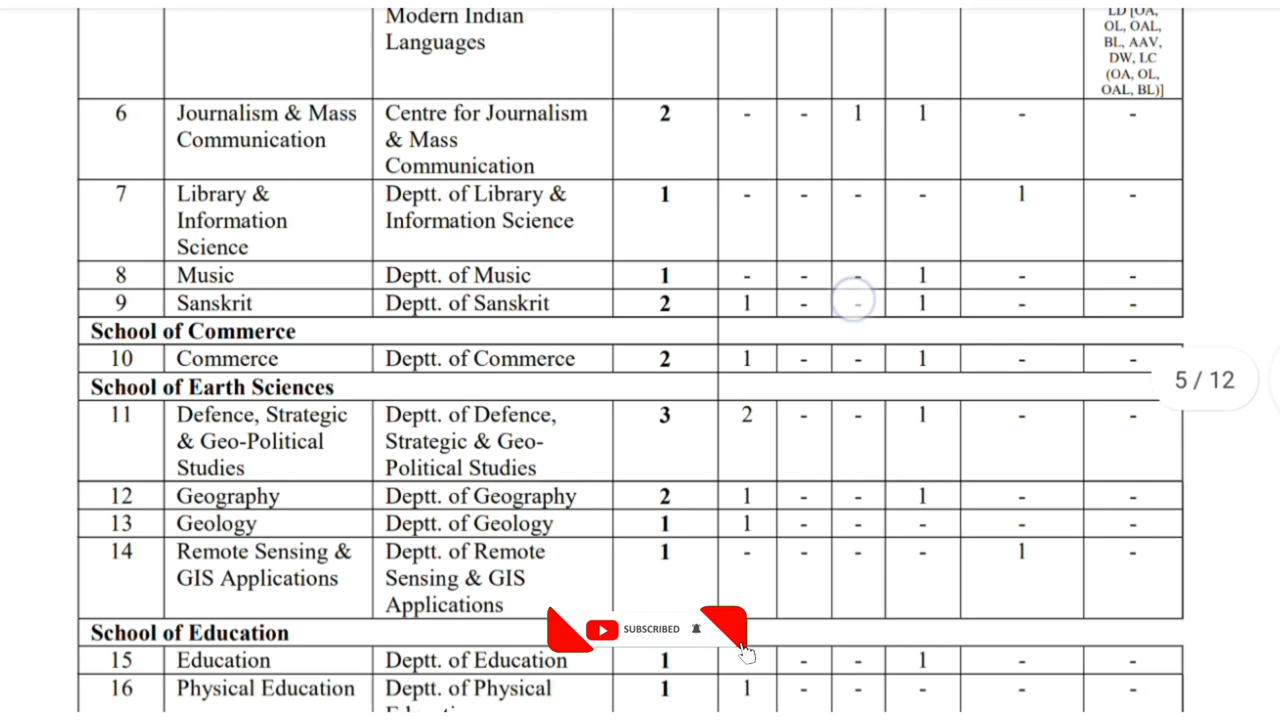 Modern Indian
Languages
LD [OA,
OL, OAL,
BL, AAV,
DW, LC
(OA, OL,
OAL, BL)]
6 Journalism & Mass Centre for Journalism 2 - - 1 1 - -
Communication & Mass
Communication
7 Library & Deptt. of Library & 1 - - - - 1 -
Information Information Science
Science
8 Music Deptt. of Music 1 - - - 1 - -
9 Sanskrit Deptt. of Sanskrit 2 1 - - 1 - -
School of Commerce
10 Commerce Deptt. of Commerce 2 1 - - 1 - -
School of Earth Sciences
5 / 12
11 Defence, Strategic Deptt. of Defence, 3 2 - - 1 - -
& Geo-Political Strategic & Geo-
Studies Political Studies
12 Geography Deptt. of Geography 2 1 - - 1 - -
13 Geology Deptt. of Geology 1 1 - - - - -
14 Remote Sensing & Deptt. of Remote 1 - - - - 1 -
GIS Applications Sensing & GIS
Applications
SUBSCRIBED
School of Education
15 Education Deptt. of Education 1 - - 1 - -
16 Physical Education Deptt. of Physical 1 1 - - - - -